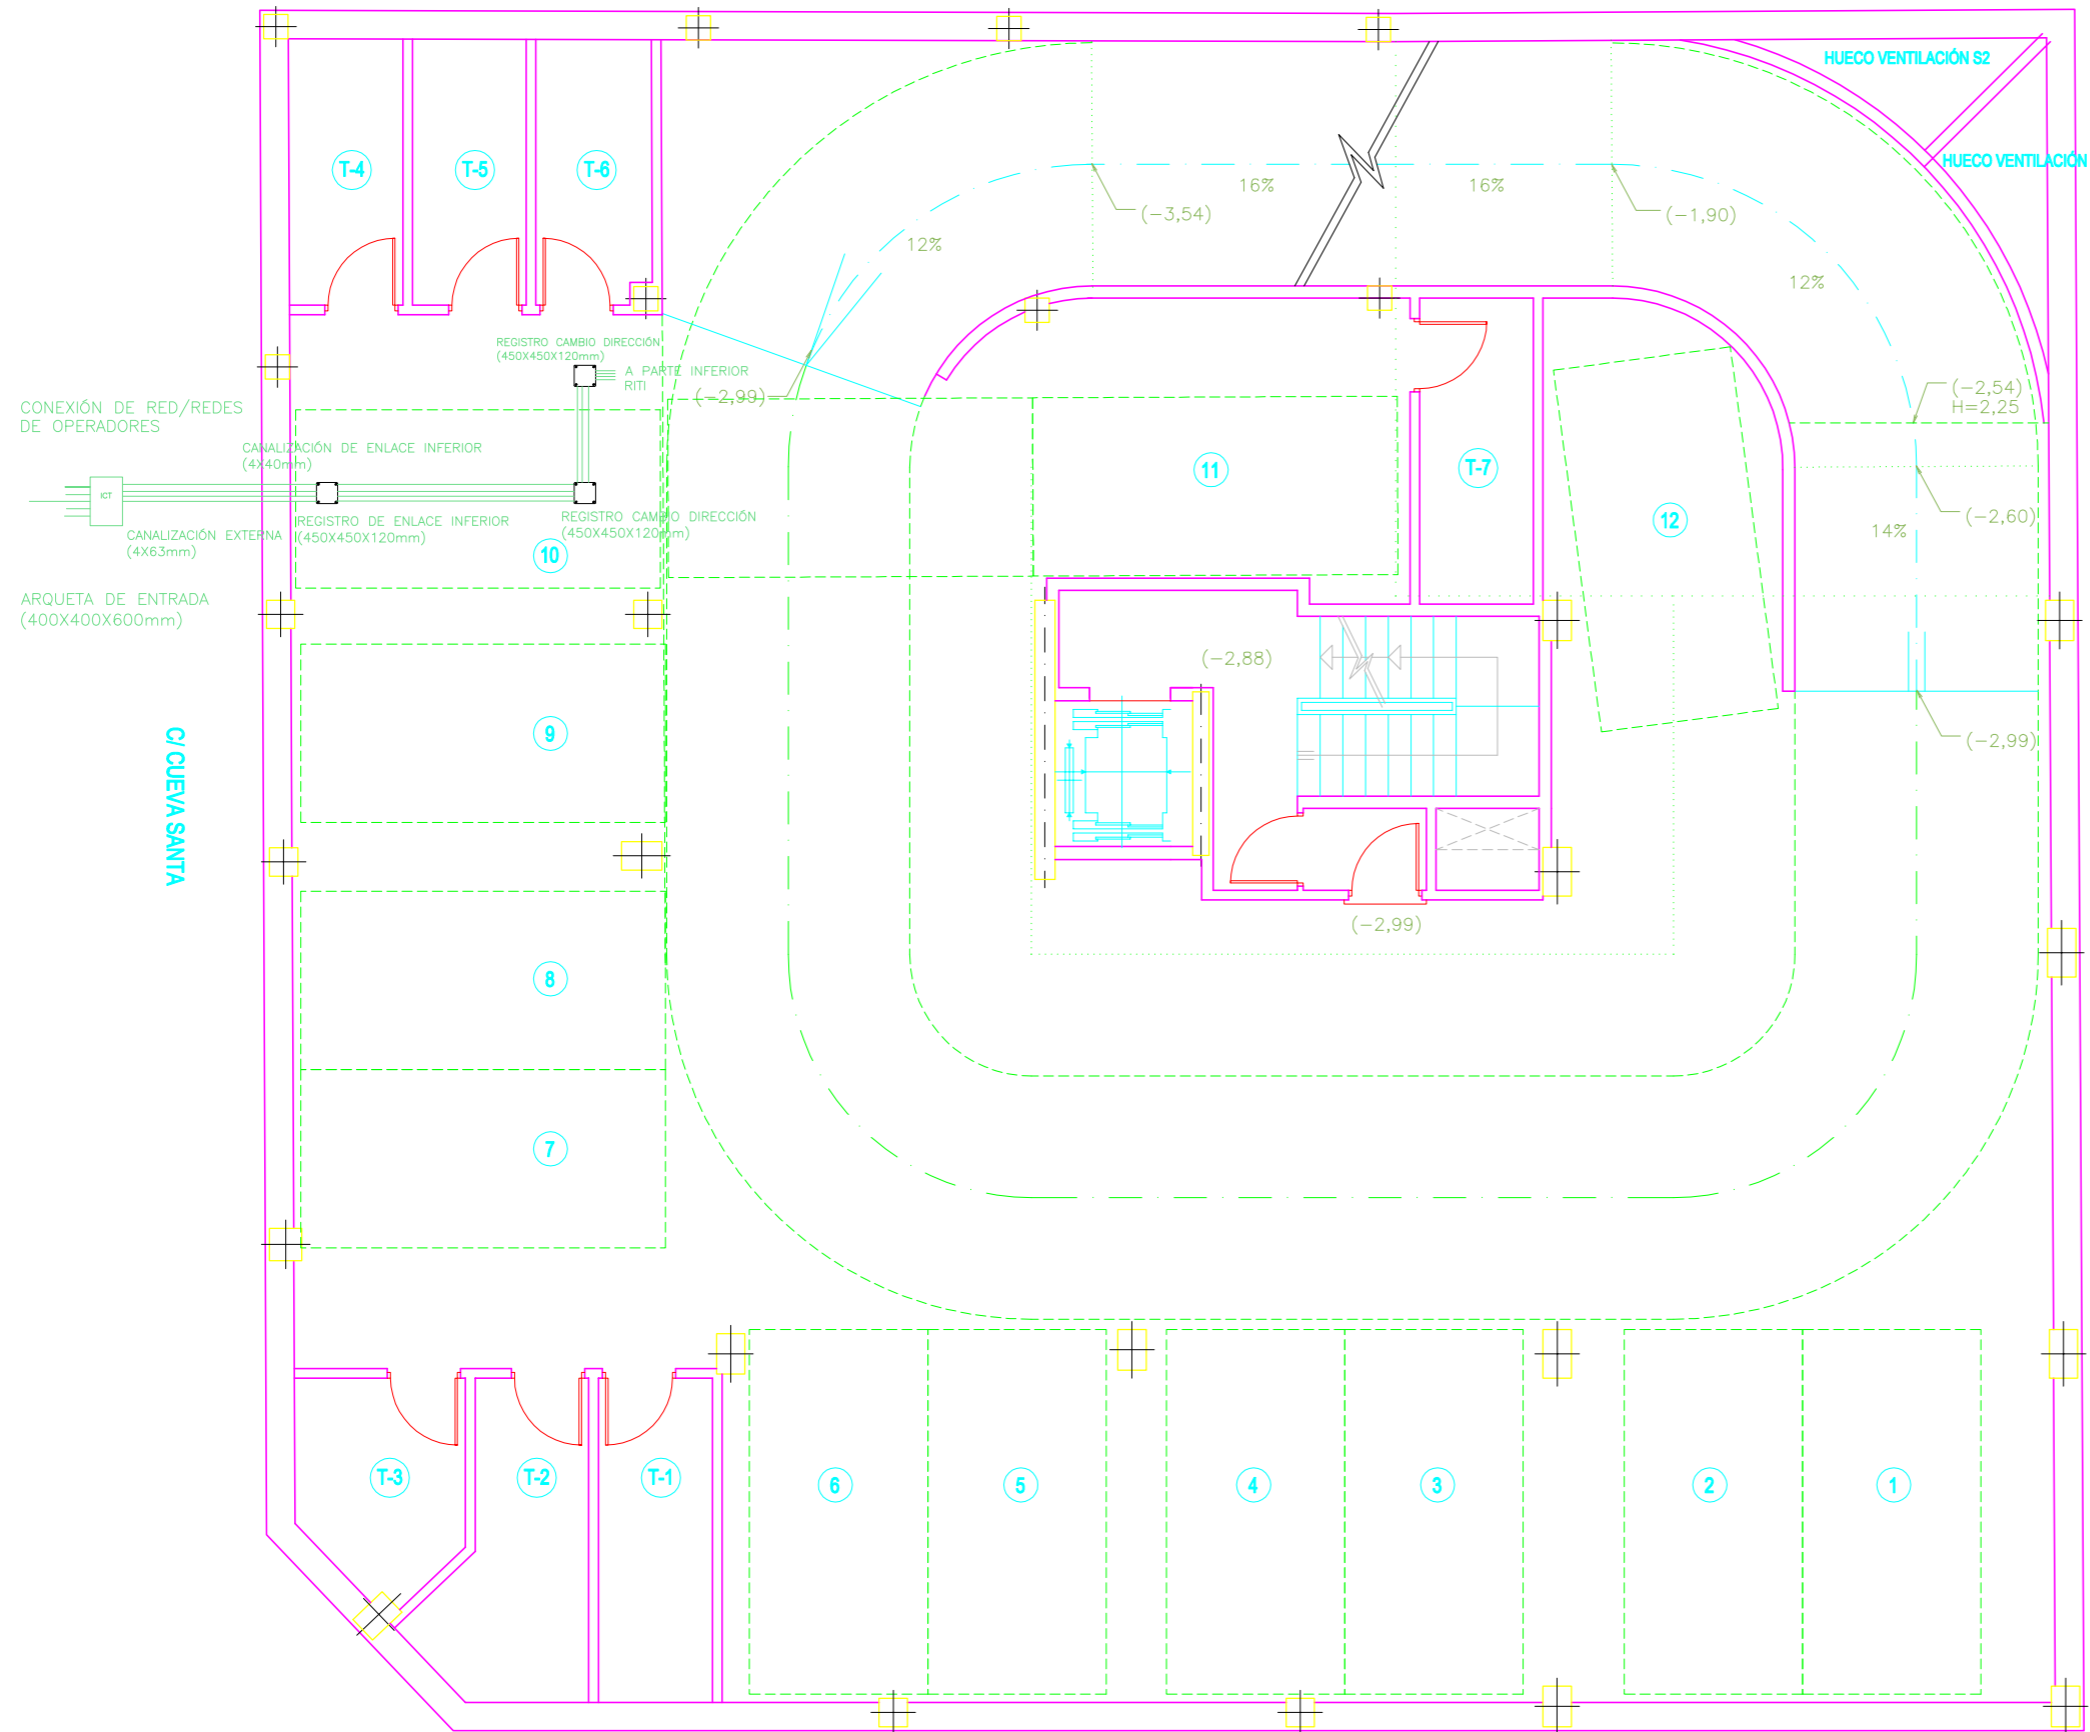 HUECO VENTILACIÓN S2
HUECO VENTILACIÓN
T-4
T-5
T-6
16%
16%
(-3,54)
(-1,90)
12%
12%
REGISTRO CAMBIO DIRECCIÓN
(450X450X120mm)
A PARTE INFERIOR
RITI
(-2,99)
(-2,54)
H=2,25
CONEXIÓN DE RED/REDES
DE OPERADORES
CANALIZACIÓN DE ENLACE INFERIOR
(4X40mm)
ICT
11
T-7
12
(-2,60)
14%
REGISTRO DE ENLACE INFERIOR
(450X450X120mm)
REGISTRO CAMBIO DIRECCIÓN
(450X450X120mm)
CANALIZACIÓN EXTERNA
(4X63mm)
10
ARQUETA DE ENTRADA
(400X400X600mm)
(-2,88)
9
(-2,99)
C/ CUEVA SANTA
(-2,99)
8
7
T-3
T-2
T-1
6
5
4
3
2
1